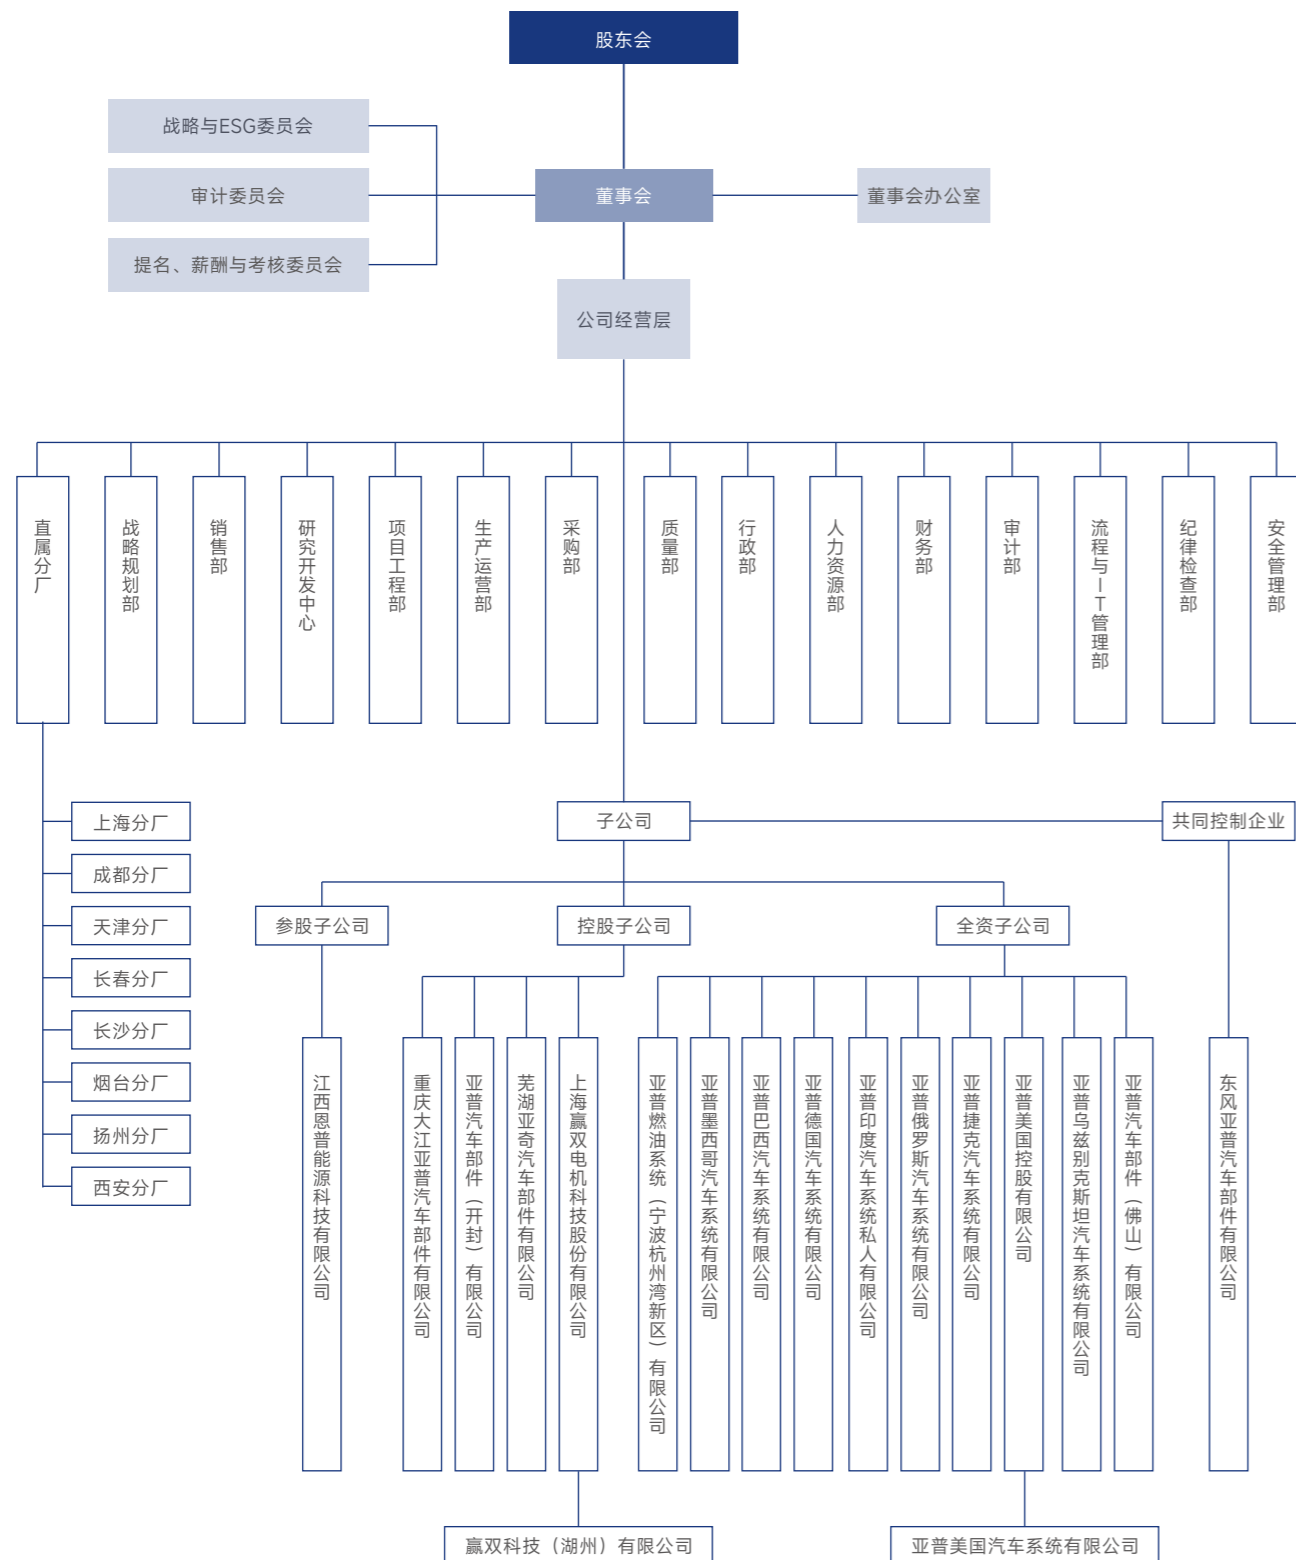 股东会
战略与ESG委员会
审计委员会
提名、薪酬与考核委员会
董事会
董事会办公室
公司经营层
直属分厂
战略规划部
销售部
研究开发中心
项目工程部
生产运营部
采购部
质量部
行政部
人力资源部
财务部
审计部
流程与IT管理部
纪律检查部
安全管理部
上海分厂
成都分厂
天津分厂
长春分厂
长沙分厂
烟台分厂
扬州分厂
西安分厂
子公司
共同控制企业
参股子公司
控股子公司
全资子公司
江西恩普能源科技有限公司
重庆大江亚普汽车部件有限公司
亚普汽车部件（开封）有限公司
芜湖亚奇汽车部件有限公司
上海赢双电机科技股份有限公司
亚普燃油系统（宁波杭州湾新区）有限公司
亚普墨西哥汽车系统有限公司
亚普巴西汽车系统有限公司
亚普德国汽车系统有限公司
亚普印度汽车系统私人有限公司
亚普俄罗斯汽车系统有限公司
亚普捷克汽车系统有限公司
亚普美国控股有限公司
亚普乌兹别克斯坦汽车系统有限公司
亚普汽车部件（佛山）有限公司
东风亚普汽车部件有限公司
赢双科技（湖州）有限公司
亚普美国汽车系统有限公司